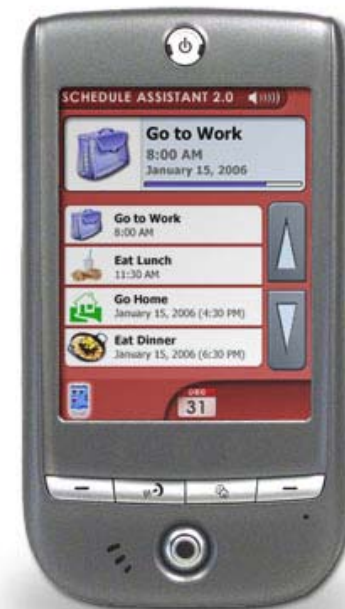 SCHEDULE ASSISTANT 2.0
Go to Work
8:00 AM
January 15, 2006
Go to Work
8:00 AM
Eat Lunch
11:30 AM
Go Home
January 15, 2006 (4:30 PM)
Eat Dinner
January 15, 2006 (6:30 PM)
DEC
31